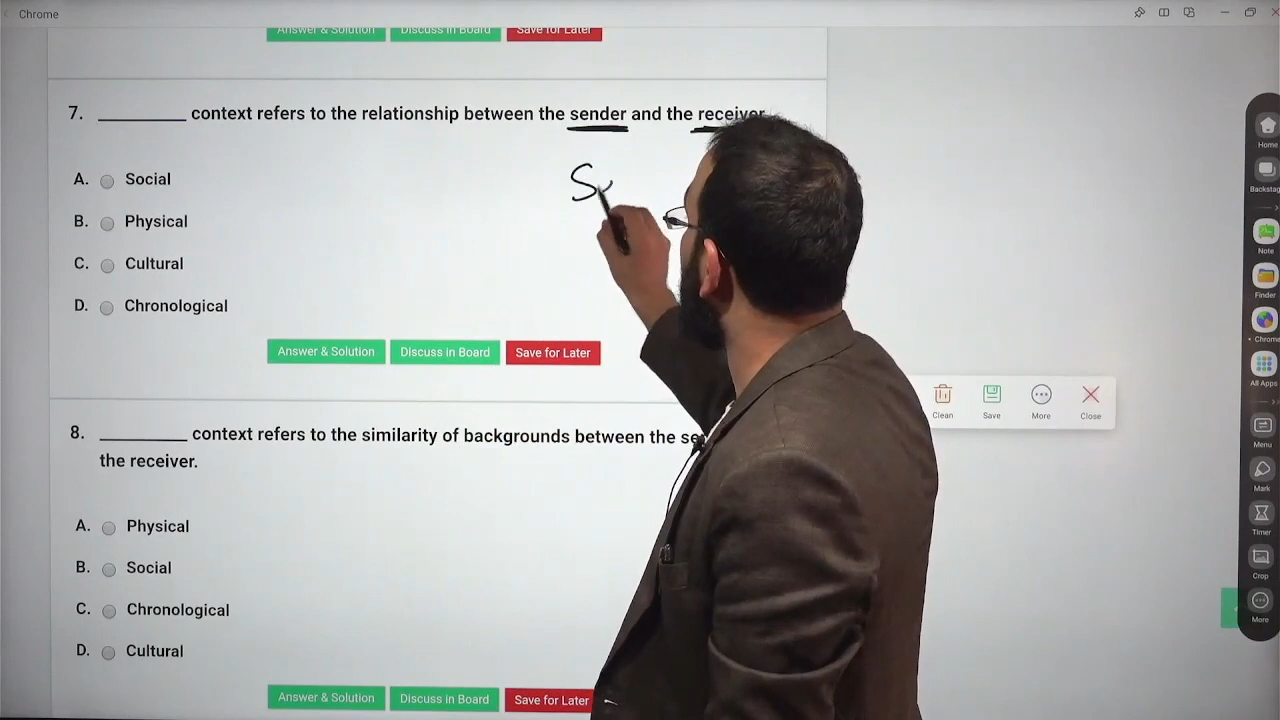 Chrome
Answer & Solution Discuss in Board Save for Later
7. ________ context refers to the relationship between the sender and the receiver
A. Social
B. Physical
C. Cultural
D. Chronological
Answer & Solution Discuss in Board Save for Later
8. ________ context refers to the similarity of backgrounds between the
the receiver.
A. Physical
B. Social
C. Chronological
D. Cultural
Answer & Solution Discuss in Board Save for Later
Clean Save More Close
Home
Backstag
Note
Finder
Chrome
All Apps
Menu
Mark
Timer
Crop
More